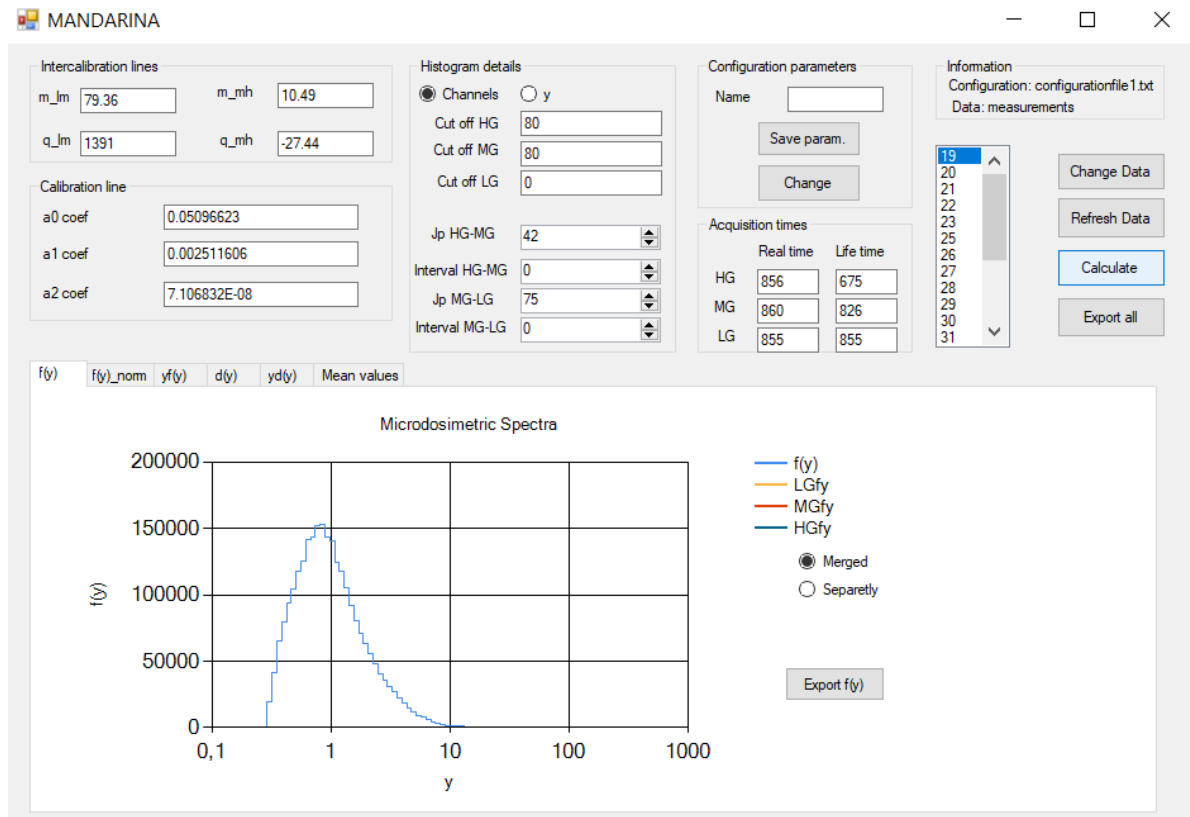 MANDARINA
Intercalibration lines
m_lm 79.36 m_mh 10.49
q_lm 1391 q_mh -27.44
Calibration line
a0 coef 0.05096623
a1 coef 0.002511606
a2 coef 7.106832E-08
Histogram details
Channels y
Cut off HG 80
Cut off MG 80
Cut off LG 0
Jp HG-MG 42
Interval HG-MG 0
Jp MG-LG 75
Interval MG-LG 0
Configuration parameters
Name
Save param.
Change
Acquisition times
Real time Life time
HG 856 675
MG 860 826
LG 855 855
Information
Configuration: configurationfile1.txt
Data: measurements
19
20
21
22
23
25
26
27
28
29
30
31
Change Data
Refresh Data
Calculate
Export all
f(y) f(y)_norm yf(y) d(y) yd(y) Mean values
Microdosimetric Spectra
200000
150000
100000
50000
0
f(y)
0,1 1 10 100 1000
y
f(y)
LGfy
MGfy
HGfy
Merged
Separetly
Export f(y)